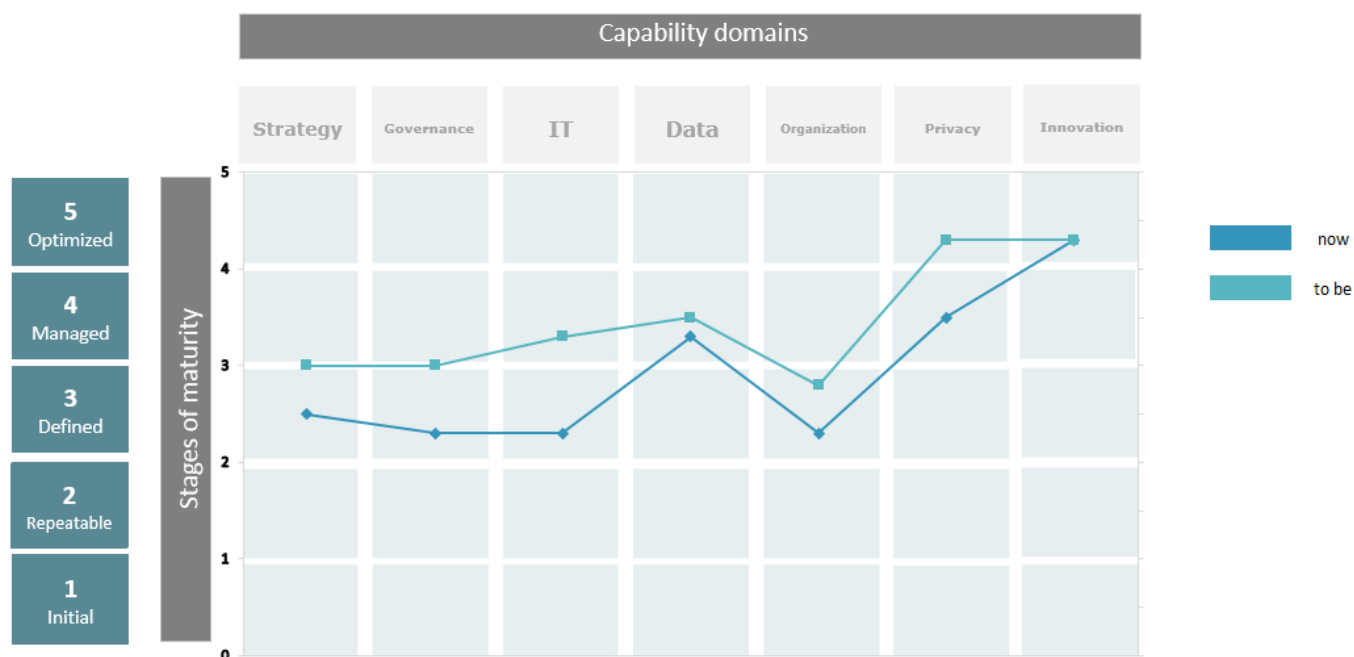 Capability domains
Strategy
Governance
IT
Data
Organization
Privacy
Innovation
5
Optimized
4
Managed
3
Defined
2
Repeatable
1
Initial
Stages of maturity
5
4
3
2
1
0
now
to be